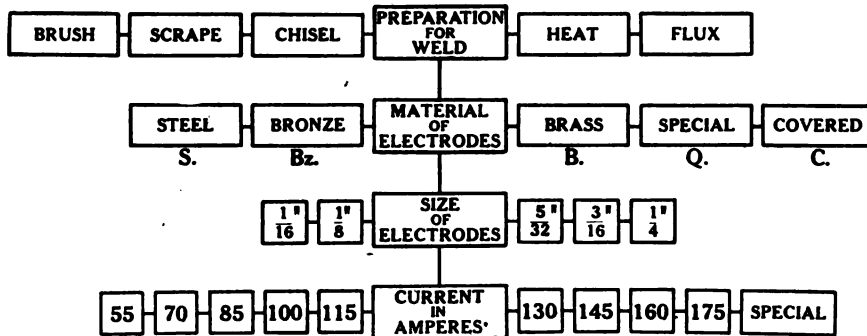 BRUSH SCRAPE CHISEL PREPARATION FOR WELD HEAT FLUX
STEEL BRONZE MATERIAL OF ELECTRODES BRASS SPECIAL COVERED
S. Bz. B. Q. C.
1/16" 1/8" SIZE OF ELECTRODES 5/32" 3/16" 1/4"
55 70 85 100 115 CURRENT IN AMPERES 130 145 160 175 SPECIAL